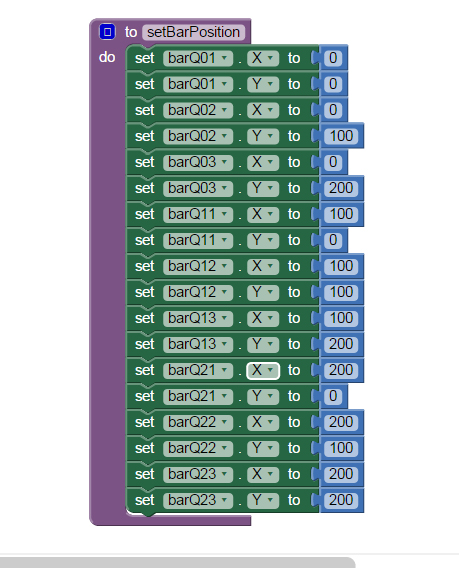 to setBarPosition
do set barQ01 . X to 0
set barQ01 . Y to 0
set barQ02 . X to 0
set barQ02 . Y to 100
set barQ03 . X to 0
set barQ03 . Y to 200
set barQ11 . X to 100
set barQ11 . Y to 0
set barQ12 . X to 100
set barQ12 . Y to 100
set barQ13 . X to 100
set barQ13 . Y to 200
set barQ21 . X to 200
set barQ21 . Y to 0
set barQ22 . X to 200
set barQ22 . Y to 100
set barQ23 . X to 200
set barQ23 . Y to 200